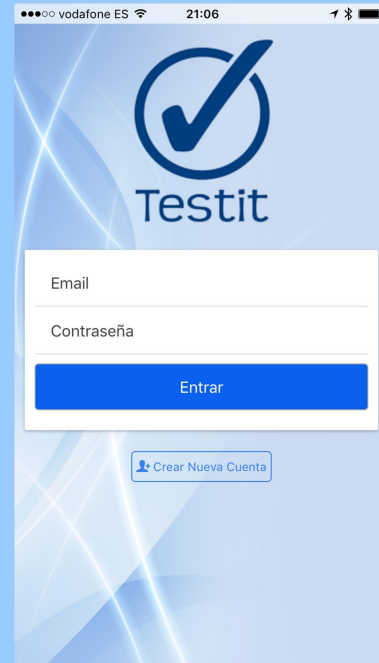 vodafone ES 21:06
Testit
Email
Contraseña
Entrar
Crear Nueva Cuenta